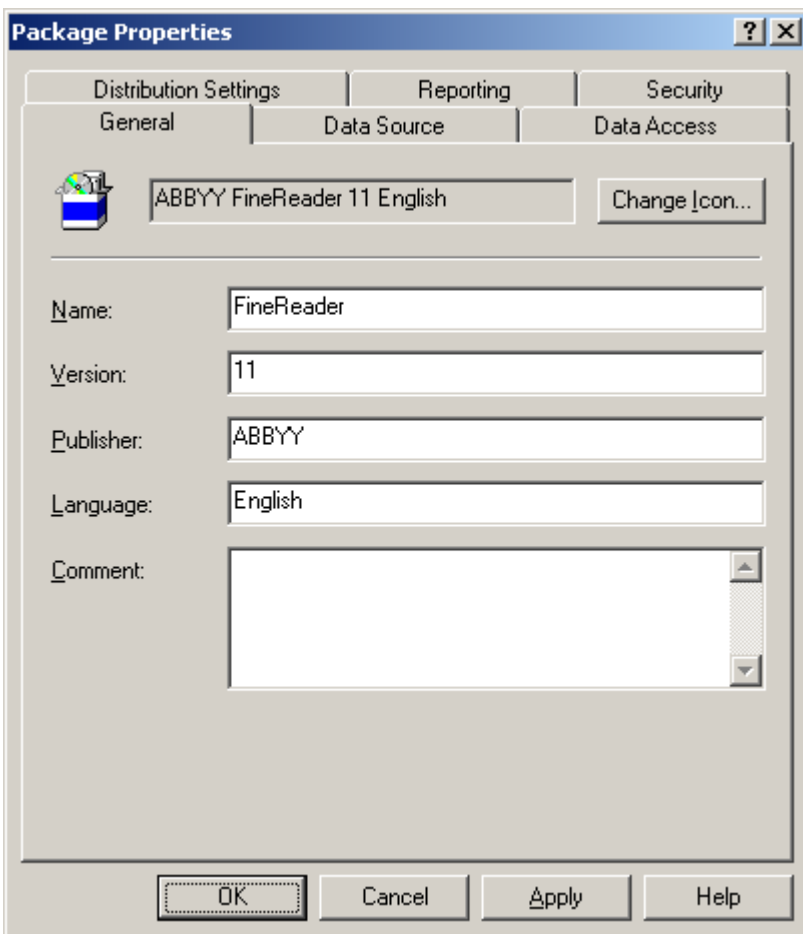 Package Properties
Distribution Settings Reporting Security
General Data Source Data Access
ABBYY FineReader 11 English Change Icon...
Name: FineReader
Version: 11
Publisher: ABBYY
Language: English
Comment:
OK Cancel Apply Help